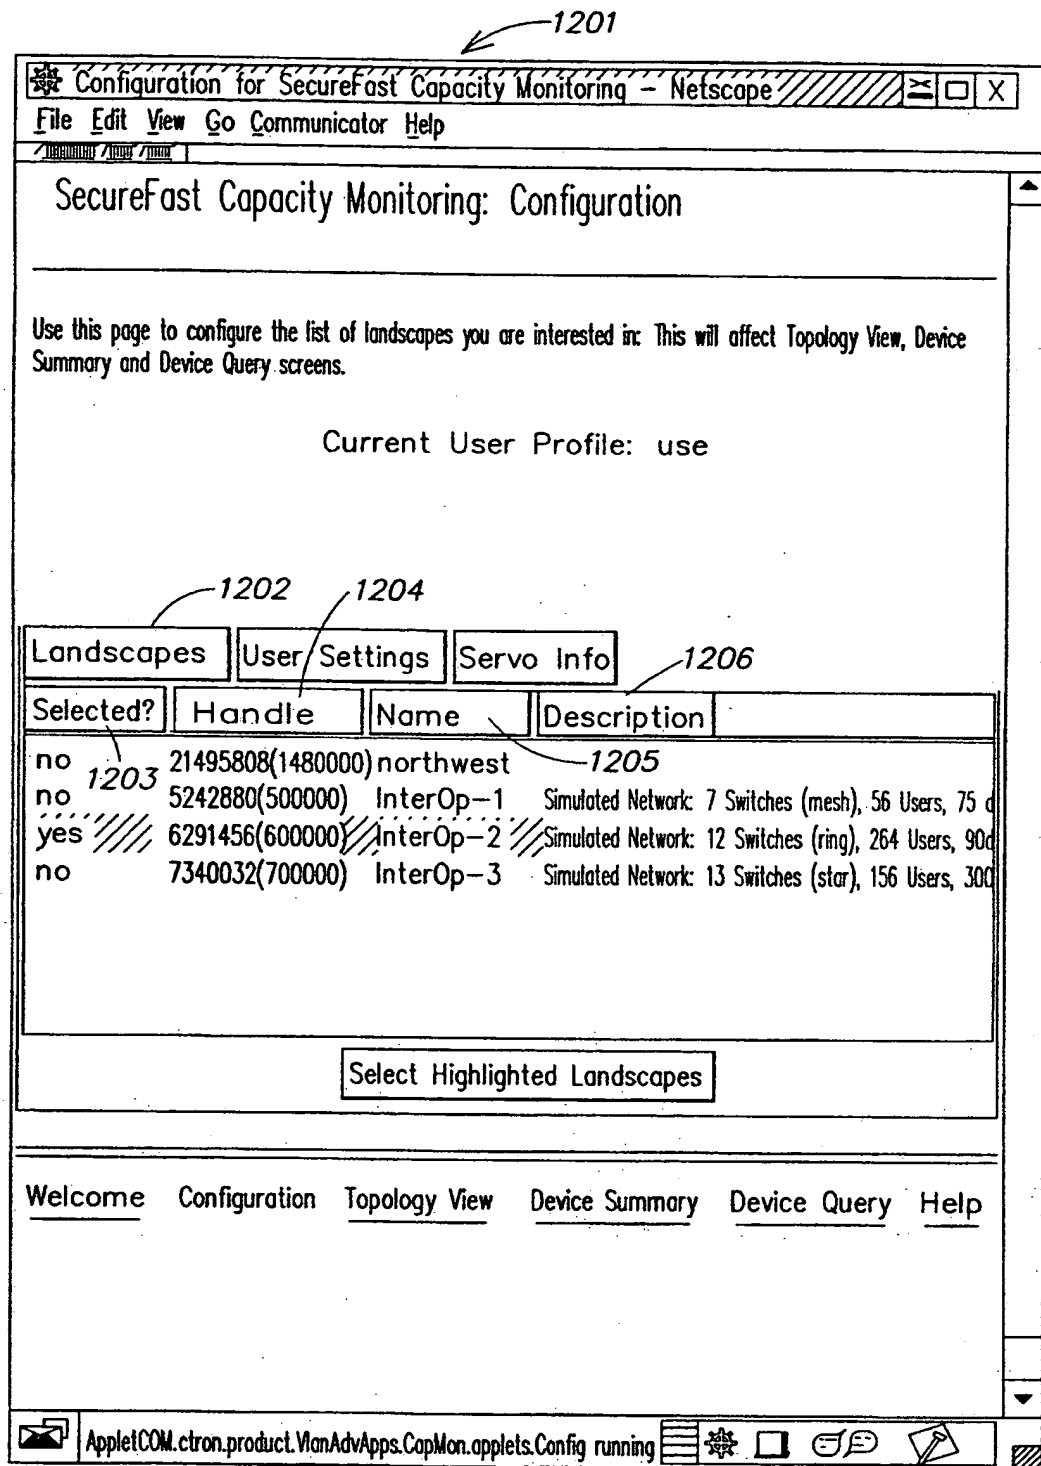 1201
Configuration for SecureFast Capacity Monitoring – Netscape
File Edit View Go Communicator Help
SecureFast Capacity Monitoring: Configuration
Use this page to configure the list of landscapes you are interested in: This will affect Topology View, Device
Summary and Device Query screens.
Current User Profile: use
1202 1204
Landscapes User Settings Servo Info 1206
Selected? Handle Name Description
no 21495808(1480000) northwest 1205
1203
no 5242880(500000) InterOp-1 Simulated Network: 7 Switches (mesh), 56 Users, 75 d
yes 6291456(600000) InterOp-2 Simulated Network: 12 Switches (ring), 264 Users, 90d
no 7340032(700000) InterOp-3 Simulated Network: 13 Switches (star), 156 Users, 300
Select Highlighted Landscapes
Welcome Configuration Topology View Device Summary Device Query Help
AppletCOM.ctron.product.VlanAdvApps.CapMon.applets.Config running